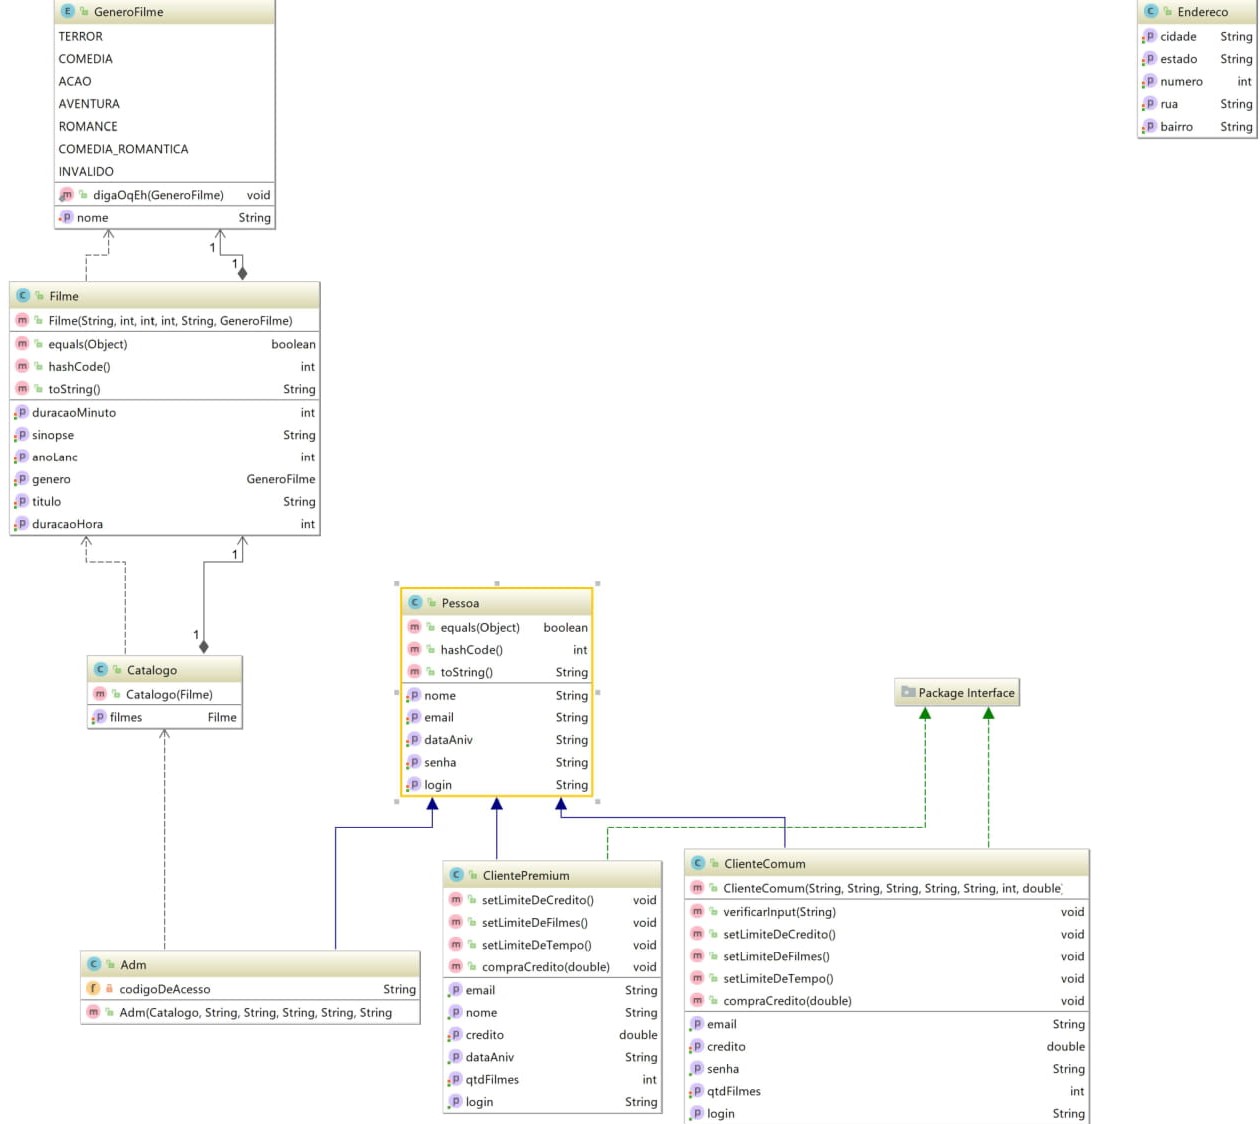 GeneroFilme
TERROR
COMEDIA
ACAO
AVENTURA
ROMANCE
COMEDIA_ROMANTICA
INVALIDO
digaOqEh(GeneroFilme) void
nome String
Endereco
cidade String
estado String
numero int
rua String
bairro String
1
1
Filme
Filme(String, int, int, int, String, GeneroFilme)
equals(Object) boolean
hashCode() int
toString() String
duracaoMinuto int
sinopse String
anoLanc int
genero GeneroFilme
titulo String
duracaoHora int
1
1
Catalogo
Catalogo(Filme)
filmes Filme
Pessoa
equals(Object) boolean
hashCode() int
toString() String
nome String
email String
dataAniv String
senha String
login String
Package Interface
Adm
codigoDeAcesso String
Adm(Catalogo, String, String, String, String, String
ClientePremium
setLimiteDeCredito() void
setLimiteDeFilmes() void
setLimiteDeTempo() void
compraCredito(double) void
email String
nome String
credito double
dataAniv String
qtdFilmes int
login String
ClienteComum
ClienteComum(String, String, String, String, String, int, double
verificarInput(String) void
setLimiteDeCredito() void
setLimiteDeFilmes() void
setLimiteDeTempo() void
compraCredito(double) void
email String
credito double
senha String
qtdFilmes int
login String